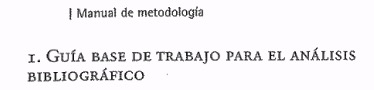 | Manual de metodología
1. Guía base de trabajo para el análisis
bibliográfico